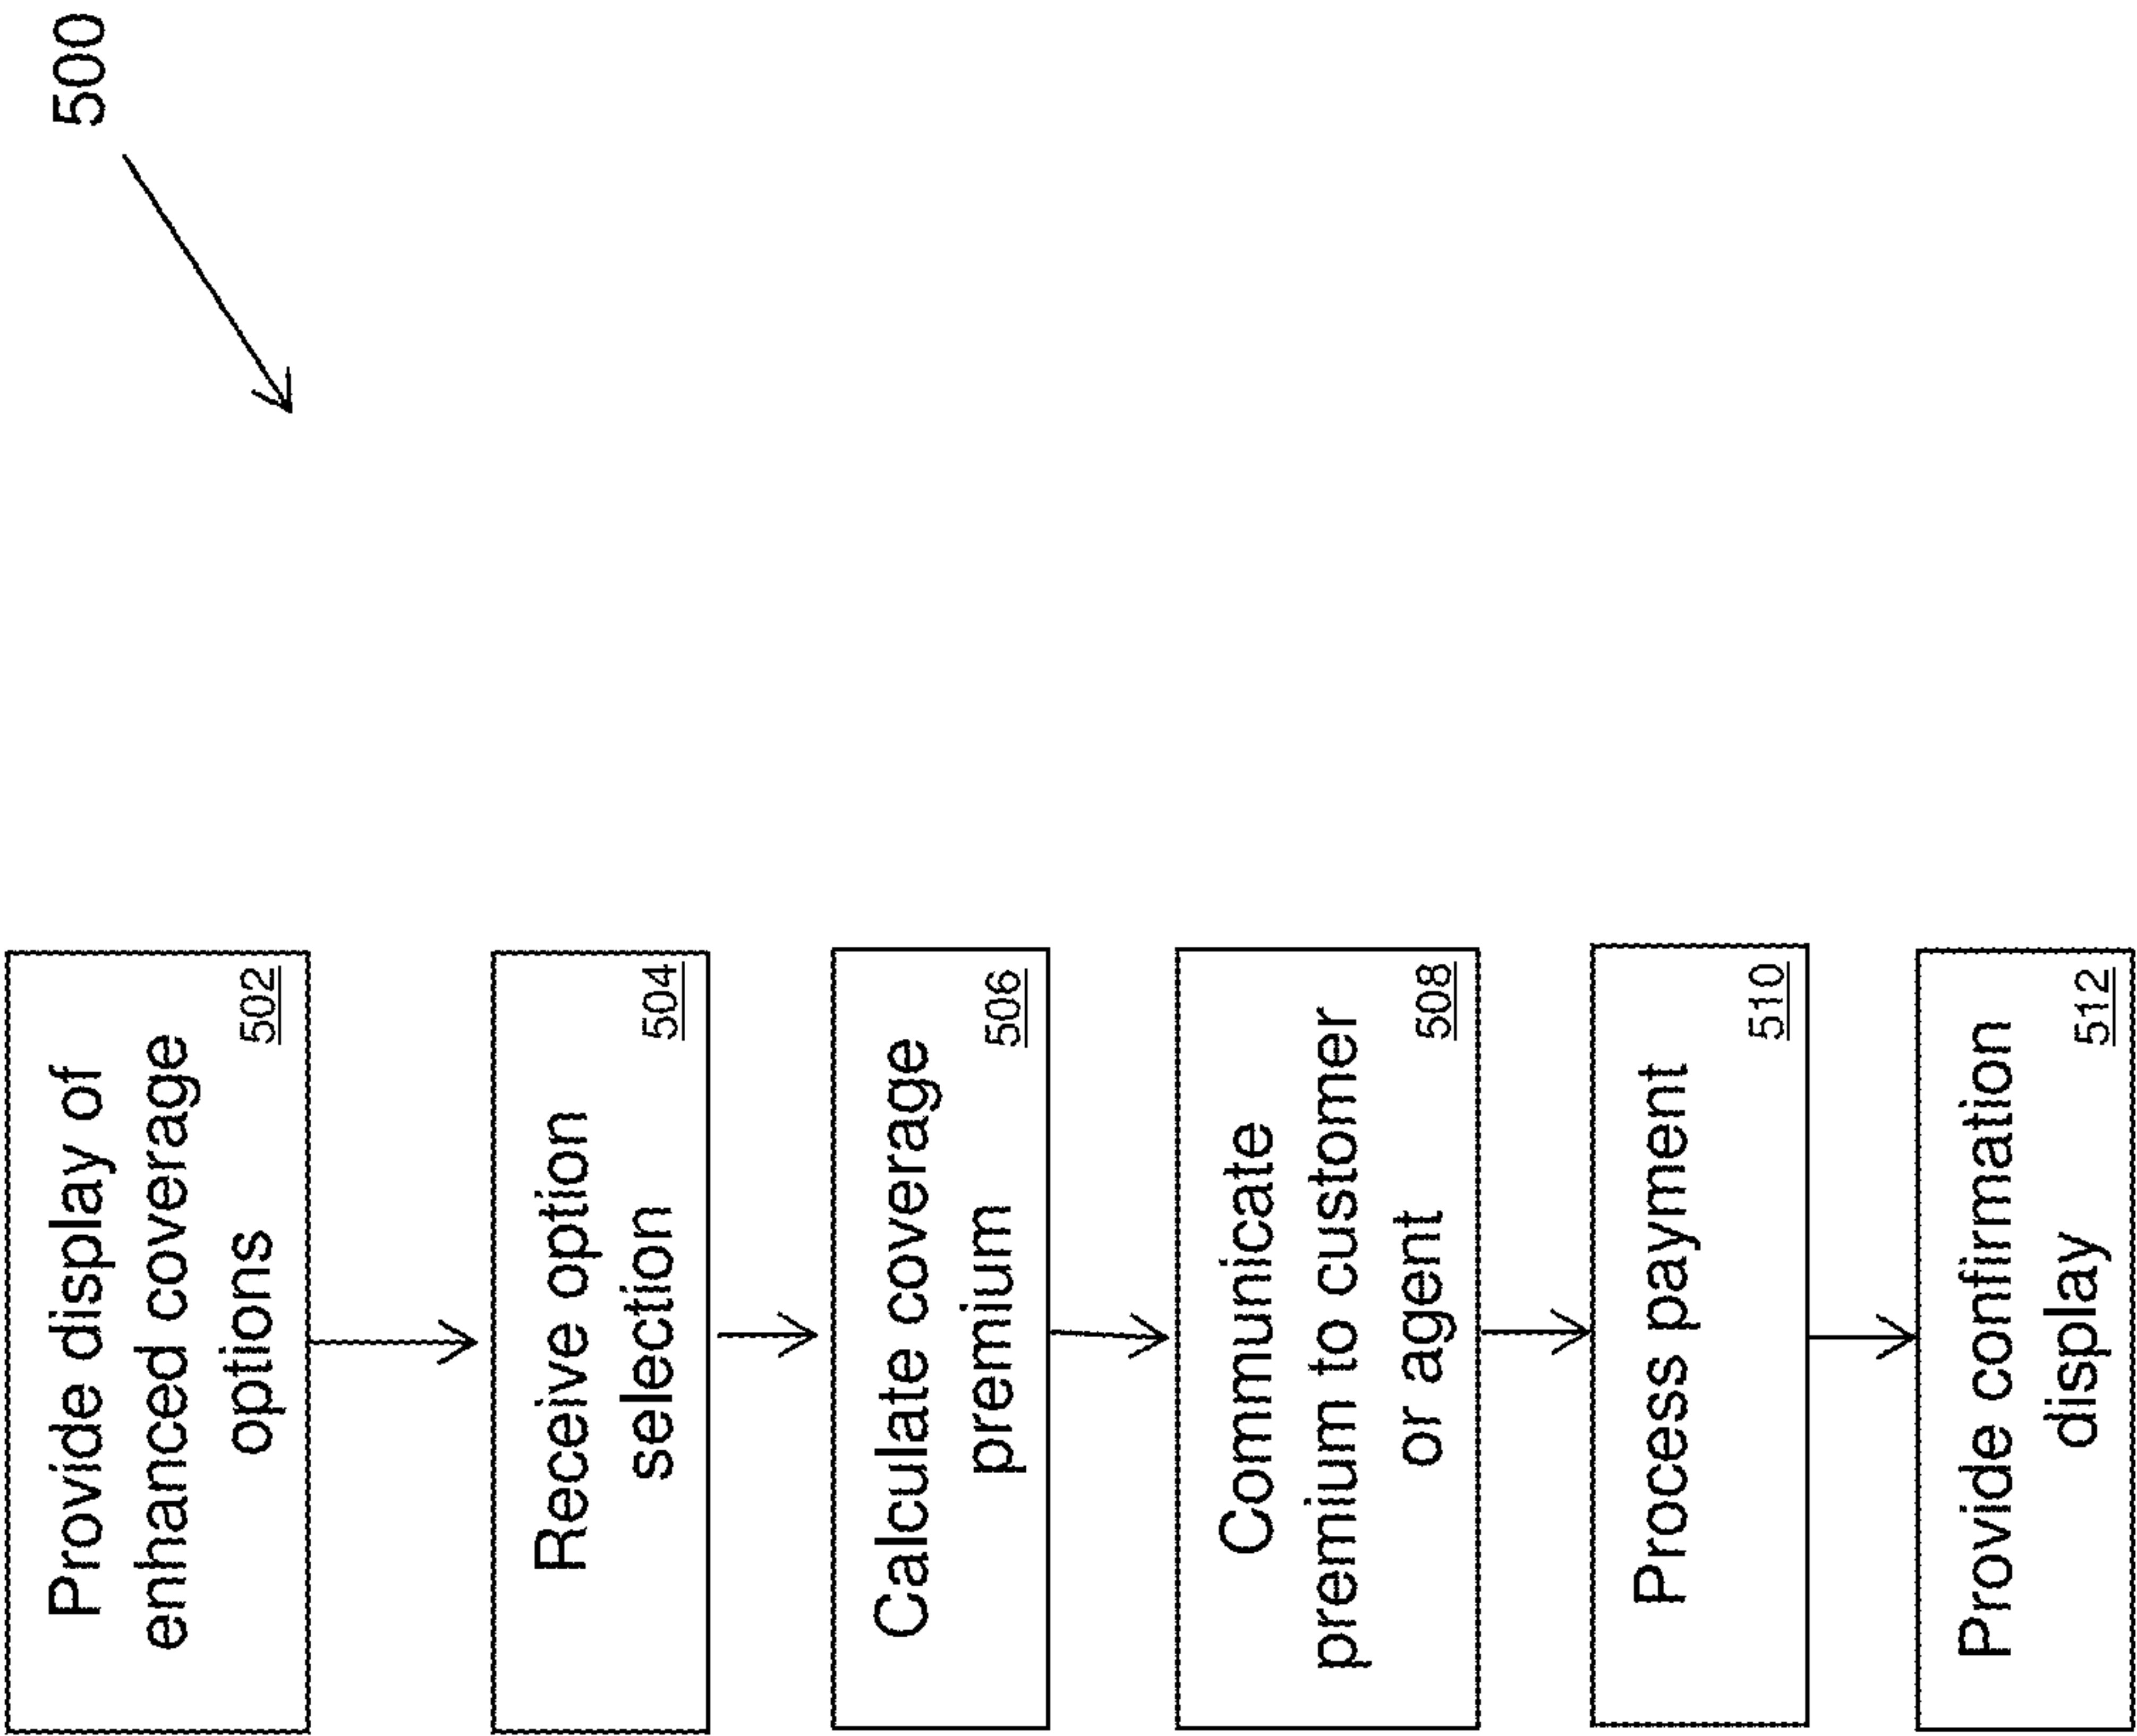 500
Provide display of
enhanced coverage
options
502
Receive option
selection
504
Calculate coverage
premium
506
Communicate
premium to customer
or agent
508
Process payment
510
Provide confirmation
display
512